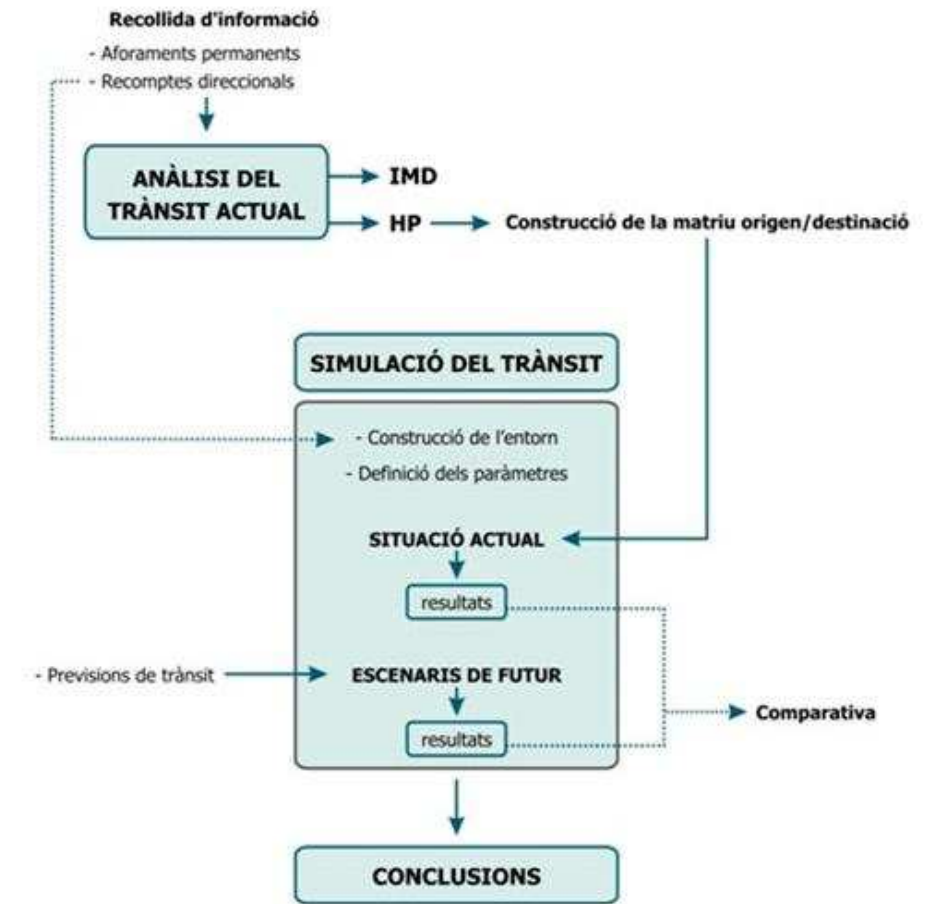 Recollida d'informació
- Aforaments permanents
- Recomptes direccionals
ANÀLISI DEL
TRÀNSIT ACTUAL
IMD
HP
Construcció de la matriu origen/destinació
SIMULACIÓ DEL TRÀNSIT
- Construcció de l'entorn
- Definició dels paràmetres
SITUACIÓ ACTUAL
resultats
- Previsions de trànsit
ESCENARIS DE FUTUR
resultats
Comparativa
CONCLUSIONS